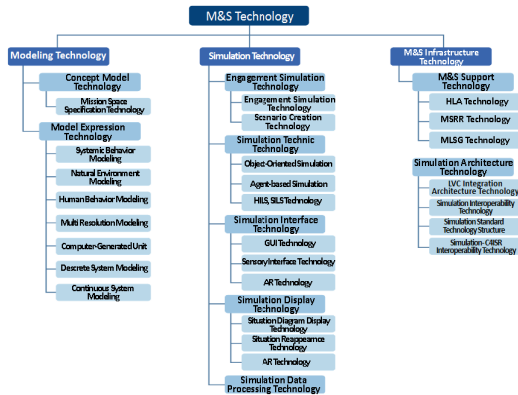 M&S Technology
Modeling Technology
Concept Model
Technology
Mission Space
Specification Technology
Model Expression
Technology
Systemic Behavior
Modeling
Natural Environment
Modeling
Human Behavior Modeling
Multi Resolution Modeling
Computer-Generated Unit
Descrete System Modeling
Continuous System
Modeling
Simulation Technology
Engagement Simulation
Technology
Engagement Simulation
Technology
Scenario Creation
Technology
Simulation Technic
Technology
Object-Oriented Simulation
Agent-based Simulation
HILS, SILS Technology
Simulation Interface
Technology
GUI Technology
Sensory Interface Technology
AR Technology
Simulation Display
Technology
Situation Diagram Display
Technology
Situation Reappearnce
Technology
AR Technology
Simulation Data
Processing Technology
M&S Infrastructure
Technology
M&S Support
Technology
HLA Technology
MSRR Technology
MLSG Technology
Simulation Architecture
Technology
LVC Integration
Architecture Technology
Simulation Interoperability
Technology
Simulation Standard
Technology Structure
Simulation-C4ISR
Interoperability Technology